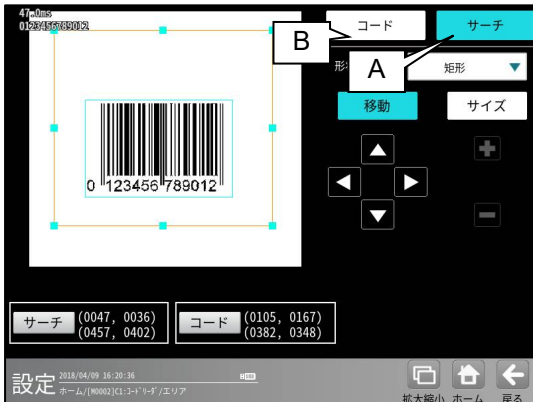 47.0ms
0123456789012
コード
サーチ
B
A
形
矩形
移動
サイズ
0 123456 789012
サーチ (0047, 0036)
(0457, 0402)
コード (0105, 0167)
(0382, 0348)
設定
2018/04/09 16:20:36
ホーム/[M0002]C1:コードリーダ/エリア
拡大縮小
ホーム
戻る